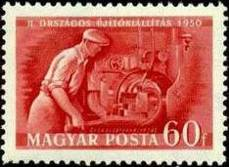 II. ORSZÁGOS ÚJÍTÓKIÁLLÍTÁS 1950
MAGYAR POSTA 60f